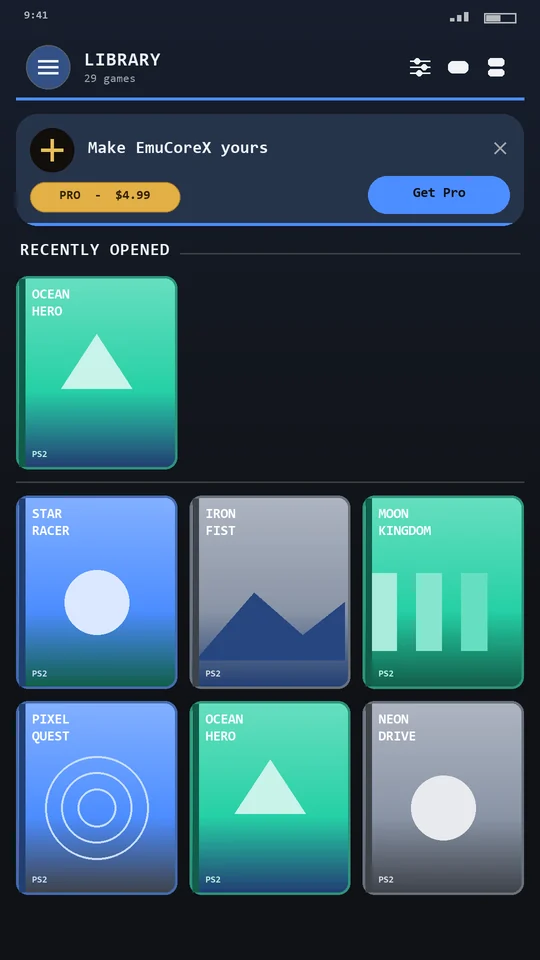 9:41
LIBRARY
29 games
Make EmuCoreX yours
PRO - $4.99
Get Pro
RECENTLY OPENED
OCEAN
HERO
PS2
STAR
RACER
PS2
IRON
FIST
PS2
MOON
KINGDOM
PS2
PIXEL
QUEST
PS2
OCEAN
HERO
PS2
NEON
DRIVE
PS2